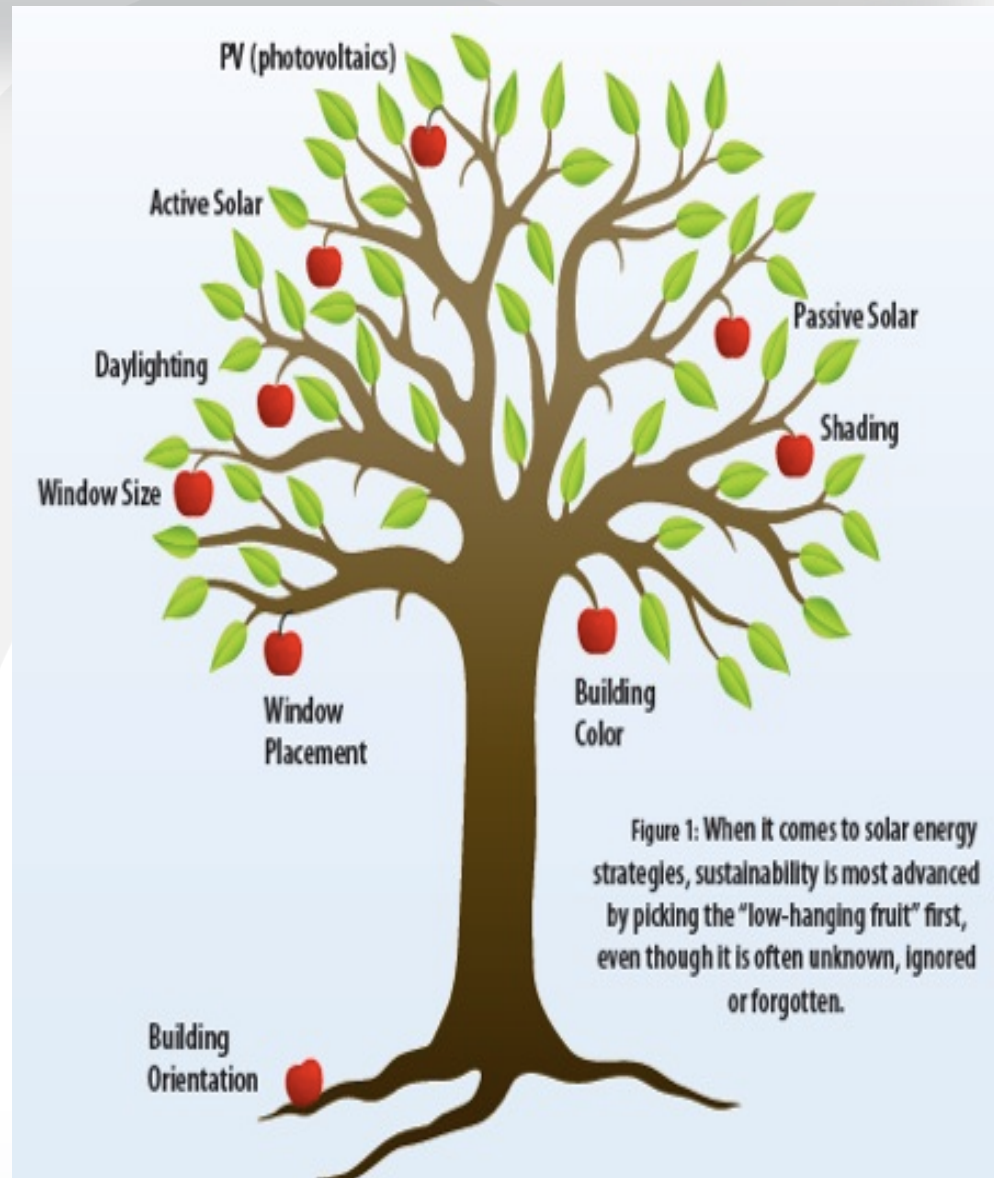 PV (photovoltaics)
Active Solar
Passive Solar
Daylighting
Shading
Window Size
Window
Placement
Building
Color
Figure 1: When it comes to solar energy
strategies, sustainability is most advanced
by picking the “low-hanging fruit” first,
even though it is often unknown, ignored
or forgotten.
Building
Orientation